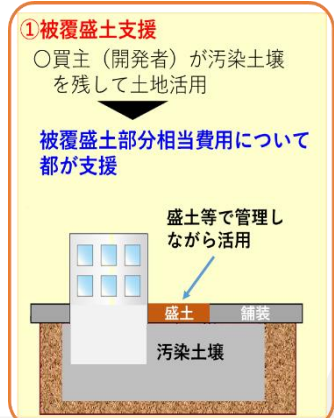 ①被覆盛土支援
○買主（開発者）が汚染土壌
を残して土地活用
被覆盛土部分相当費用について
都が支援
盛土等で管理し
ながら活用
盛土
舗装
汚染土壌